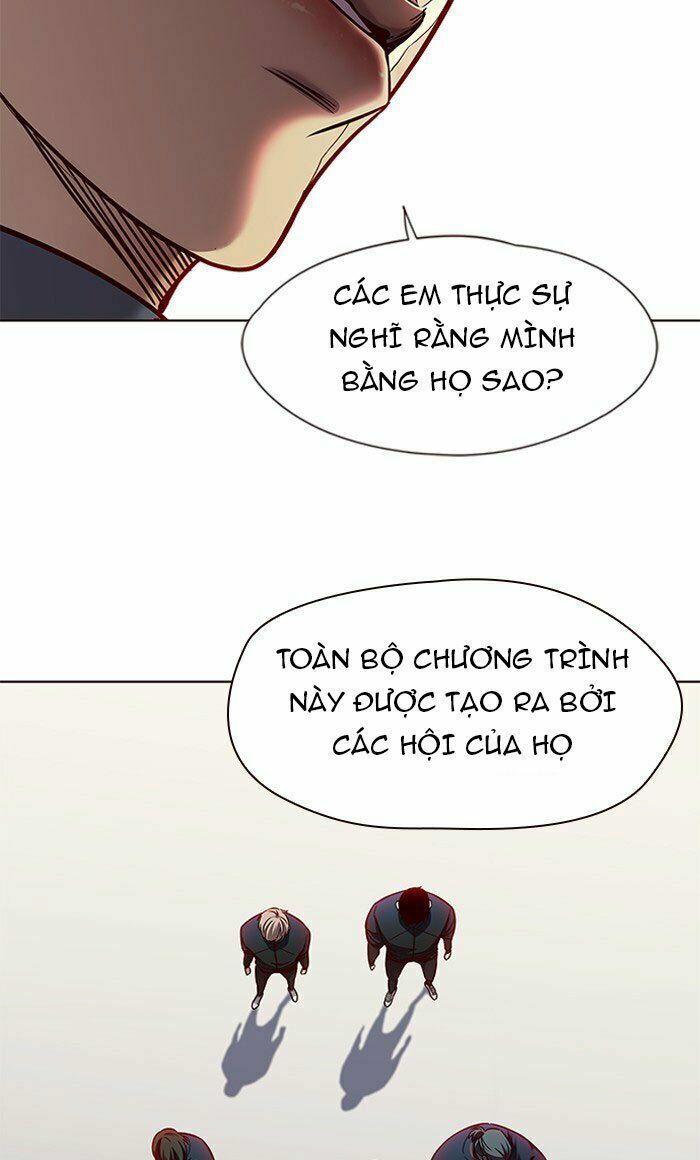 CÁC EM THỰC SỰ
NGHĨ RẰNG MÌNH
BẰNG HỌ SAO?
TOÀN BỘ CHƯƠNG TRÌNH
NÀY ĐƯỢC TẠO RA BỞI
CÁC HỘI CỦA HỌ